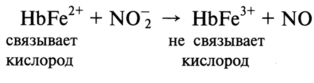 HbFe²⁺ + NO₂⁻ → HbFe³⁺ + NO
связывает не связывает
кислород кислород